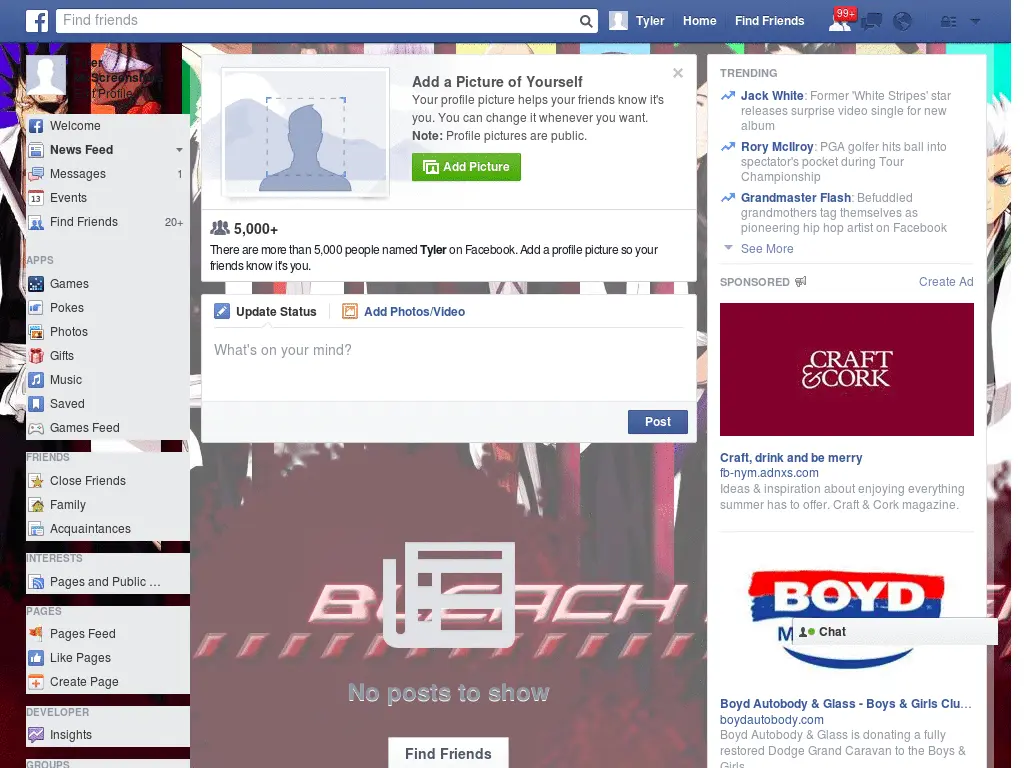 Find friends
Tyler
Home
Find Friends
99+
Tyler
Edit Profile
Welcome
News Feed
Messages 1
13 Events
Find Friends 20+
APPS
Games
Pokes
Photos
Gifts
Music
Saved
Games Feed
FRIENDS
Close Friends
Family
Acquaintances
INTERESTS
Pages and Public ...
PAGES
Pages Feed
Like Pages
Create Page
DEVELOPER
Insights
GROUPS
Add a Picture of Yourself
Your profile picture helps your friends know it's
you. You can change it whenever you want.
Note: Profile pictures are public.
Add Picture
5,000+
There are more than 5,000 people named Tyler on Facebook. Add a profile picture so your
friends know it's you.
Update Status
Add Photos/Video
What's on your mind?
Post
BLEACH
No posts to show
Find Friends
TRENDING
Jack White: Former 'White Stripes' star
releases surprise video single for new
album
Rory McIlroy: PGA golfer hits ball into
spectator's pocket during Tour
Championship
Grandmaster Flash: Befuddled
grandmothers tag themselves as
pioneering hip hop artist on Facebook
See More
SPONSORED
Create Ad
CRAFT
&CORK
Craft, drink and be merry
fb-nym.adnxs.com
Ideas & inspiration about enjoying everything
summer has to offer. Craft & Cork magazine.
BOYD
Chat
Boyd Autobody & Glass - Boys & Girls Clu...
boydautobody.com
Boyd Autobody & Glass is donating a fully
restored Dodge Grand Caravan to the Boys &
Girls